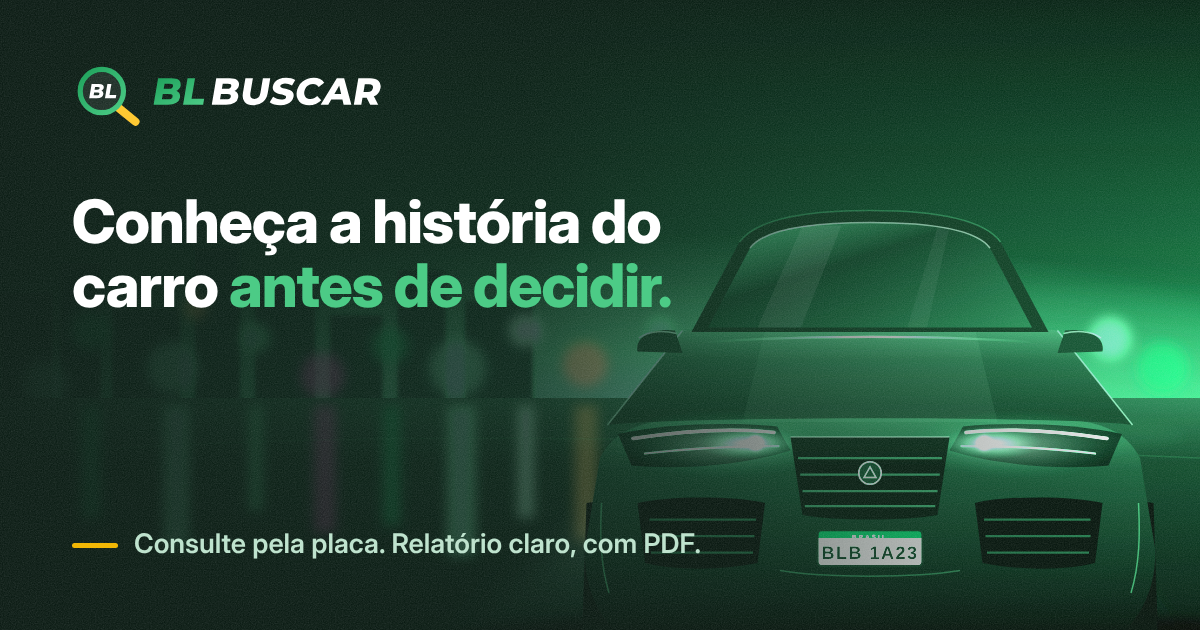 BL
BL BUSCAR
Conheça a história do
carro antes de decidir.
Consulte pela placa. Relatório claro, com PDF.
BRASIL
BLB 1A23